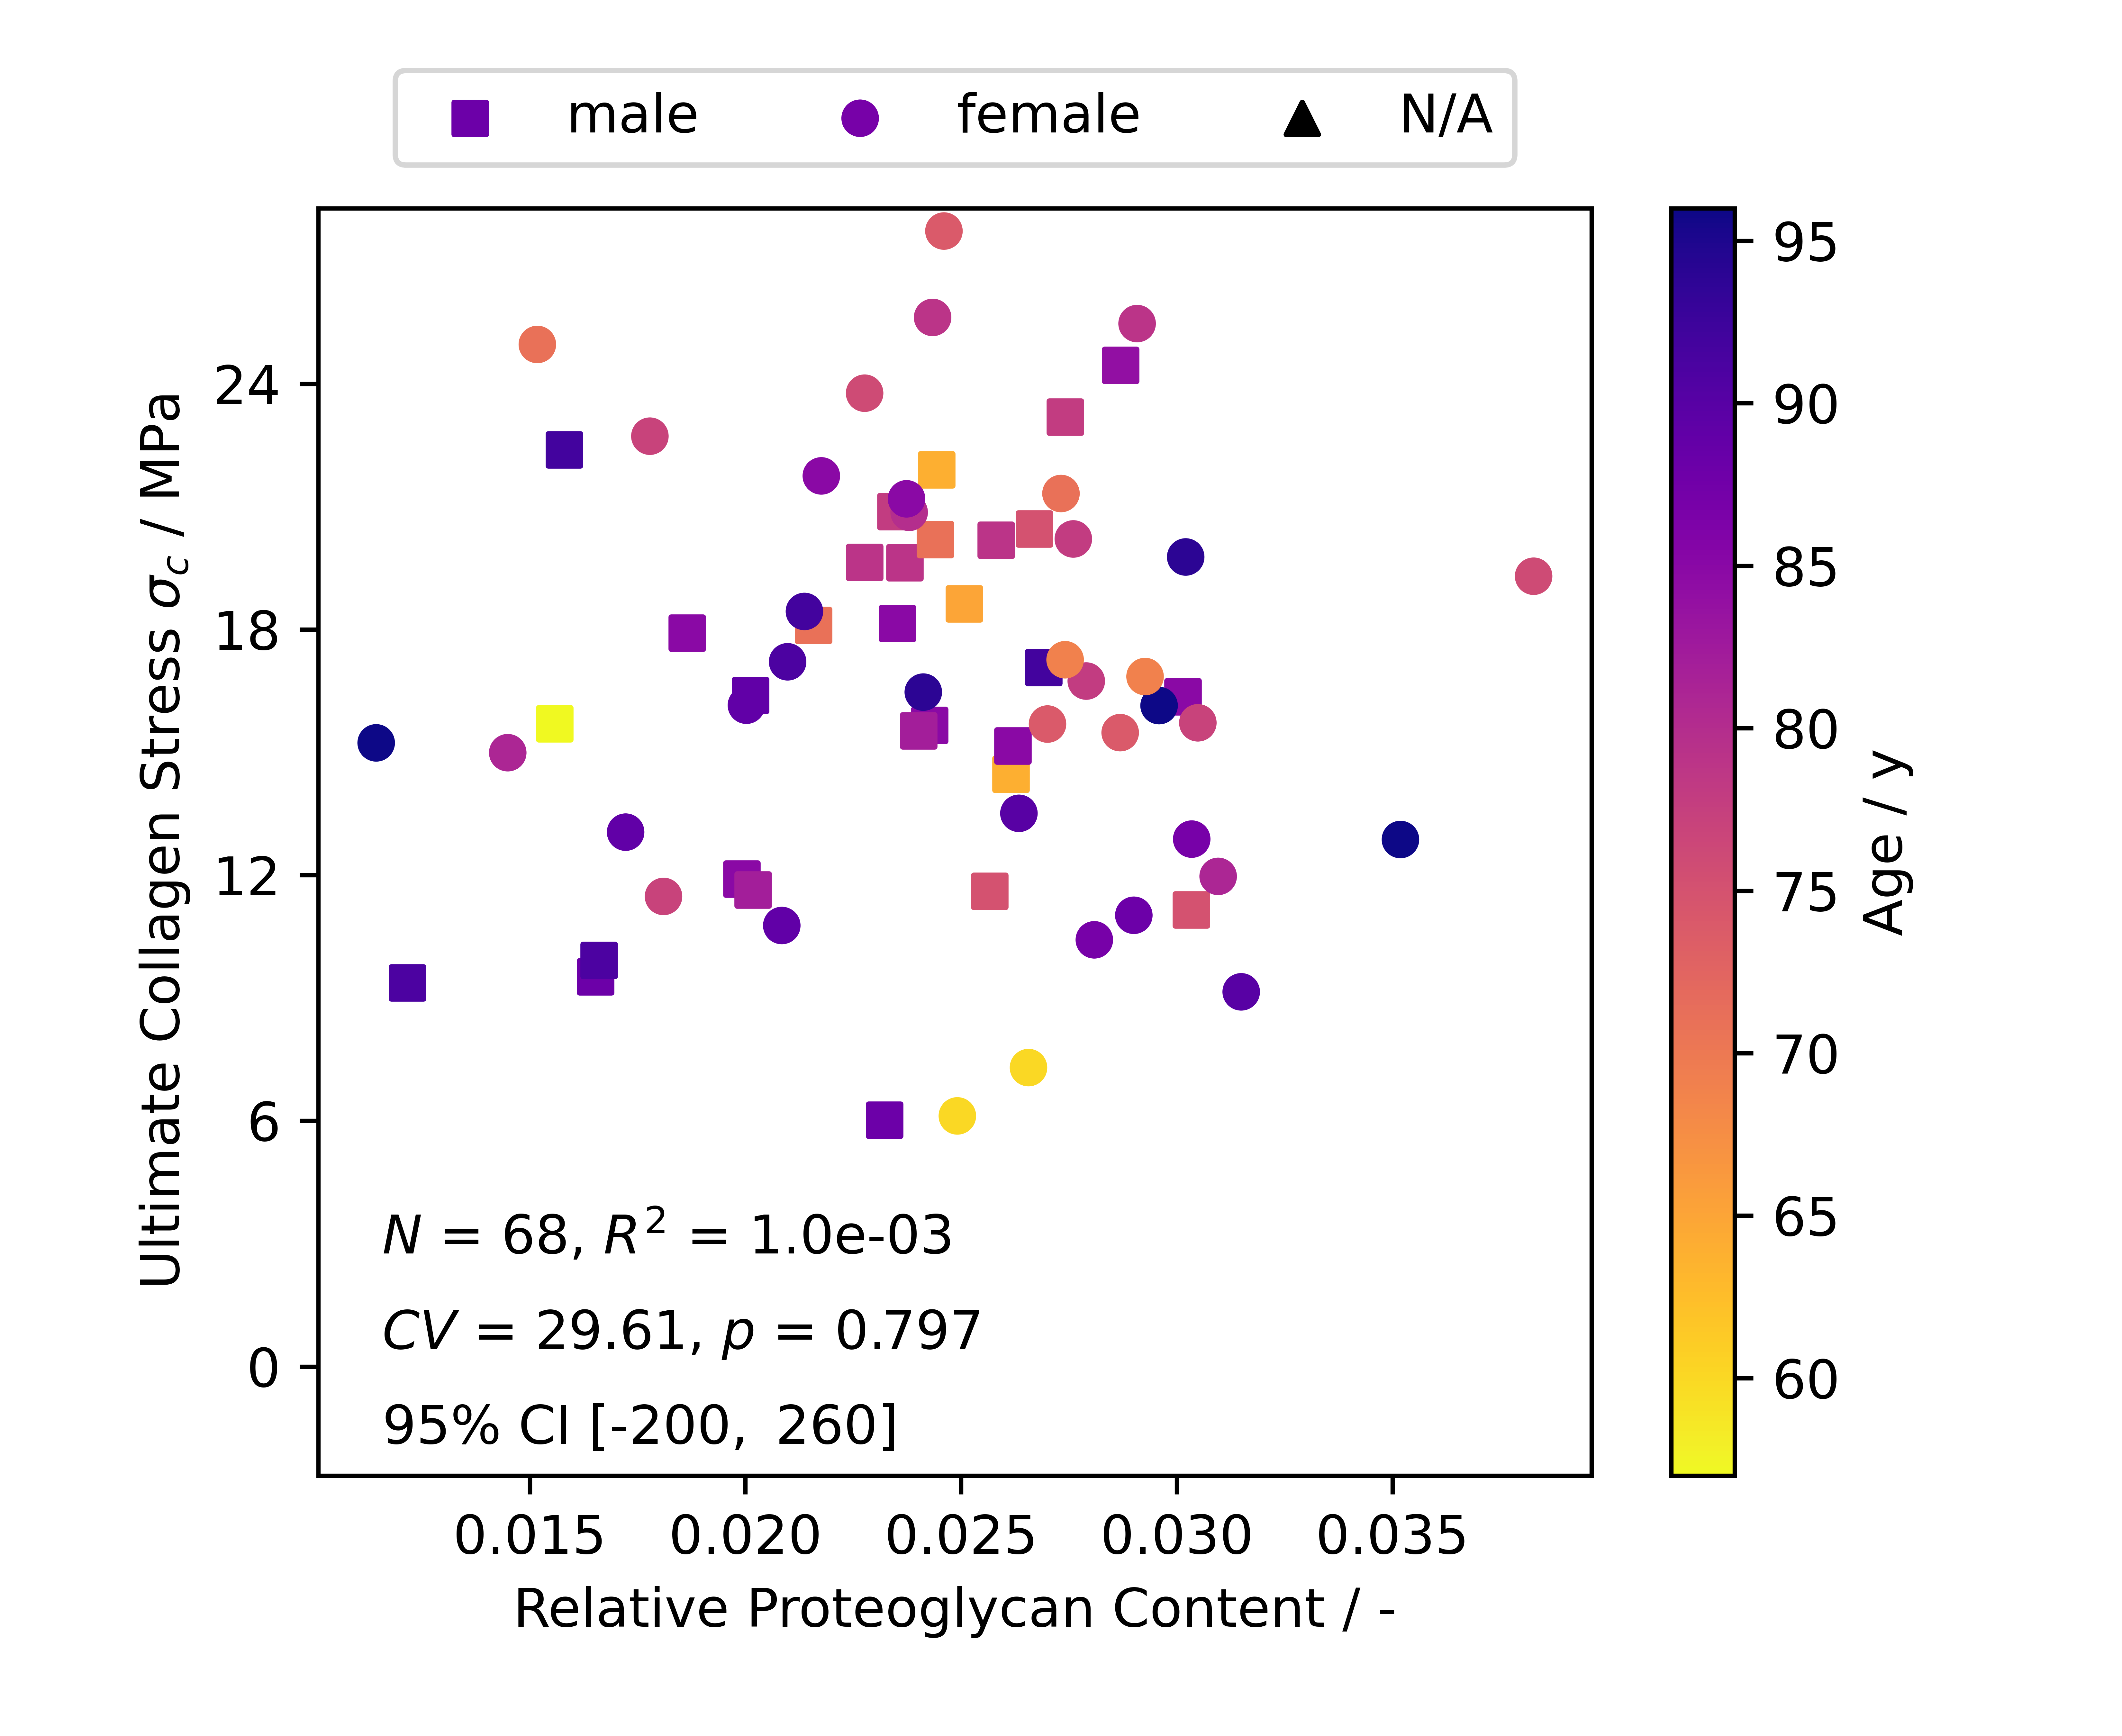 male female N/A
Ultimate Collagen Stress σc / MPa
24
18
12
6
0
N = 68, R² = 1.0e-03
CV = 29.61, p = 0.797
95% CI [-200, 260]
0.015 0.020 0.025 0.030 0.035
Relative Proteoglycan Content / -
95
90
85
80
75
70
65
60
Age / y